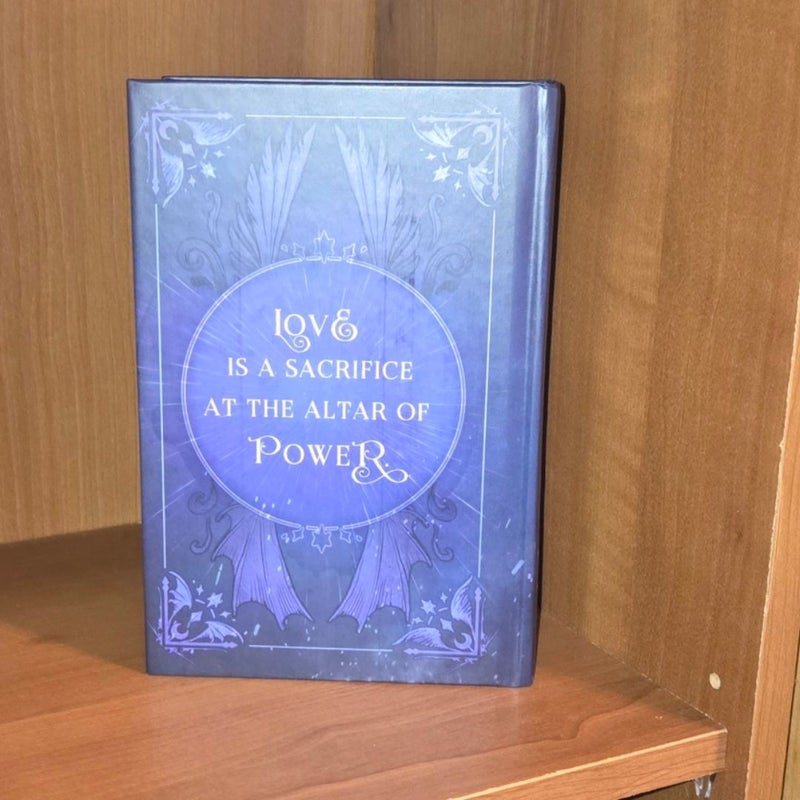 LOVE
IS A SACRIFICE
AT THE ALTAR OF
POWER